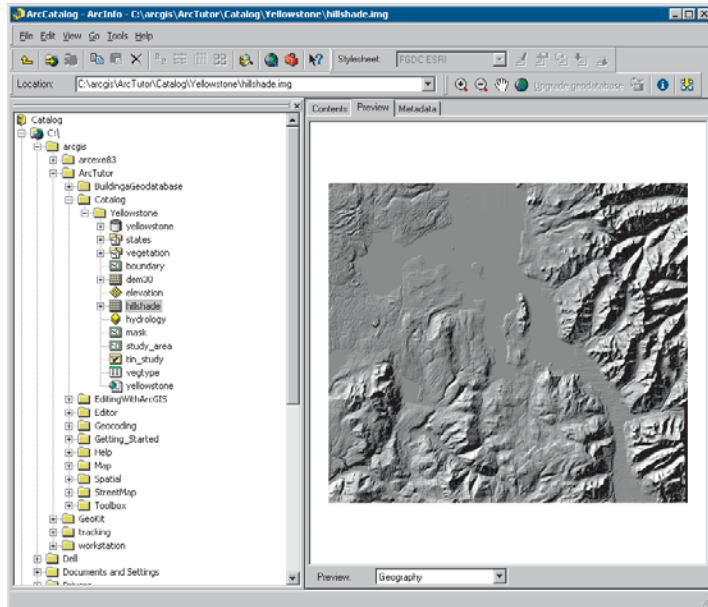 ArcCatalog - ArcInfo - C:\arcgis\ArcTutor\Catalog\Yellowstone\hillshade.img
File Edit View Go Tools Help
Stylesheet: FGDC ESRI
Location: C:\arcgis\ArcTutor\Catalog\Yellowstone\hillshade.img
Upgrade geodatabase
Contents Preview Metadata
Catalog
C:\
arcgis
arcexe83
ArcTutor
BuildingaGeodatabase
Catalog
Yellowstone
yellowstone
states
vegetation
boundary
dem30
elevation
hillshade
hydrology
mask
study_area
tin_study
vegtype
yellowstone
EditingWithArcGIS
Editor
Geocoding
Getting_Started
Help
Map
Spatial
StreetMap
Toolbox
GeoKit
tracking
workstation
Dell
Documents and Settings
Preview: Geography